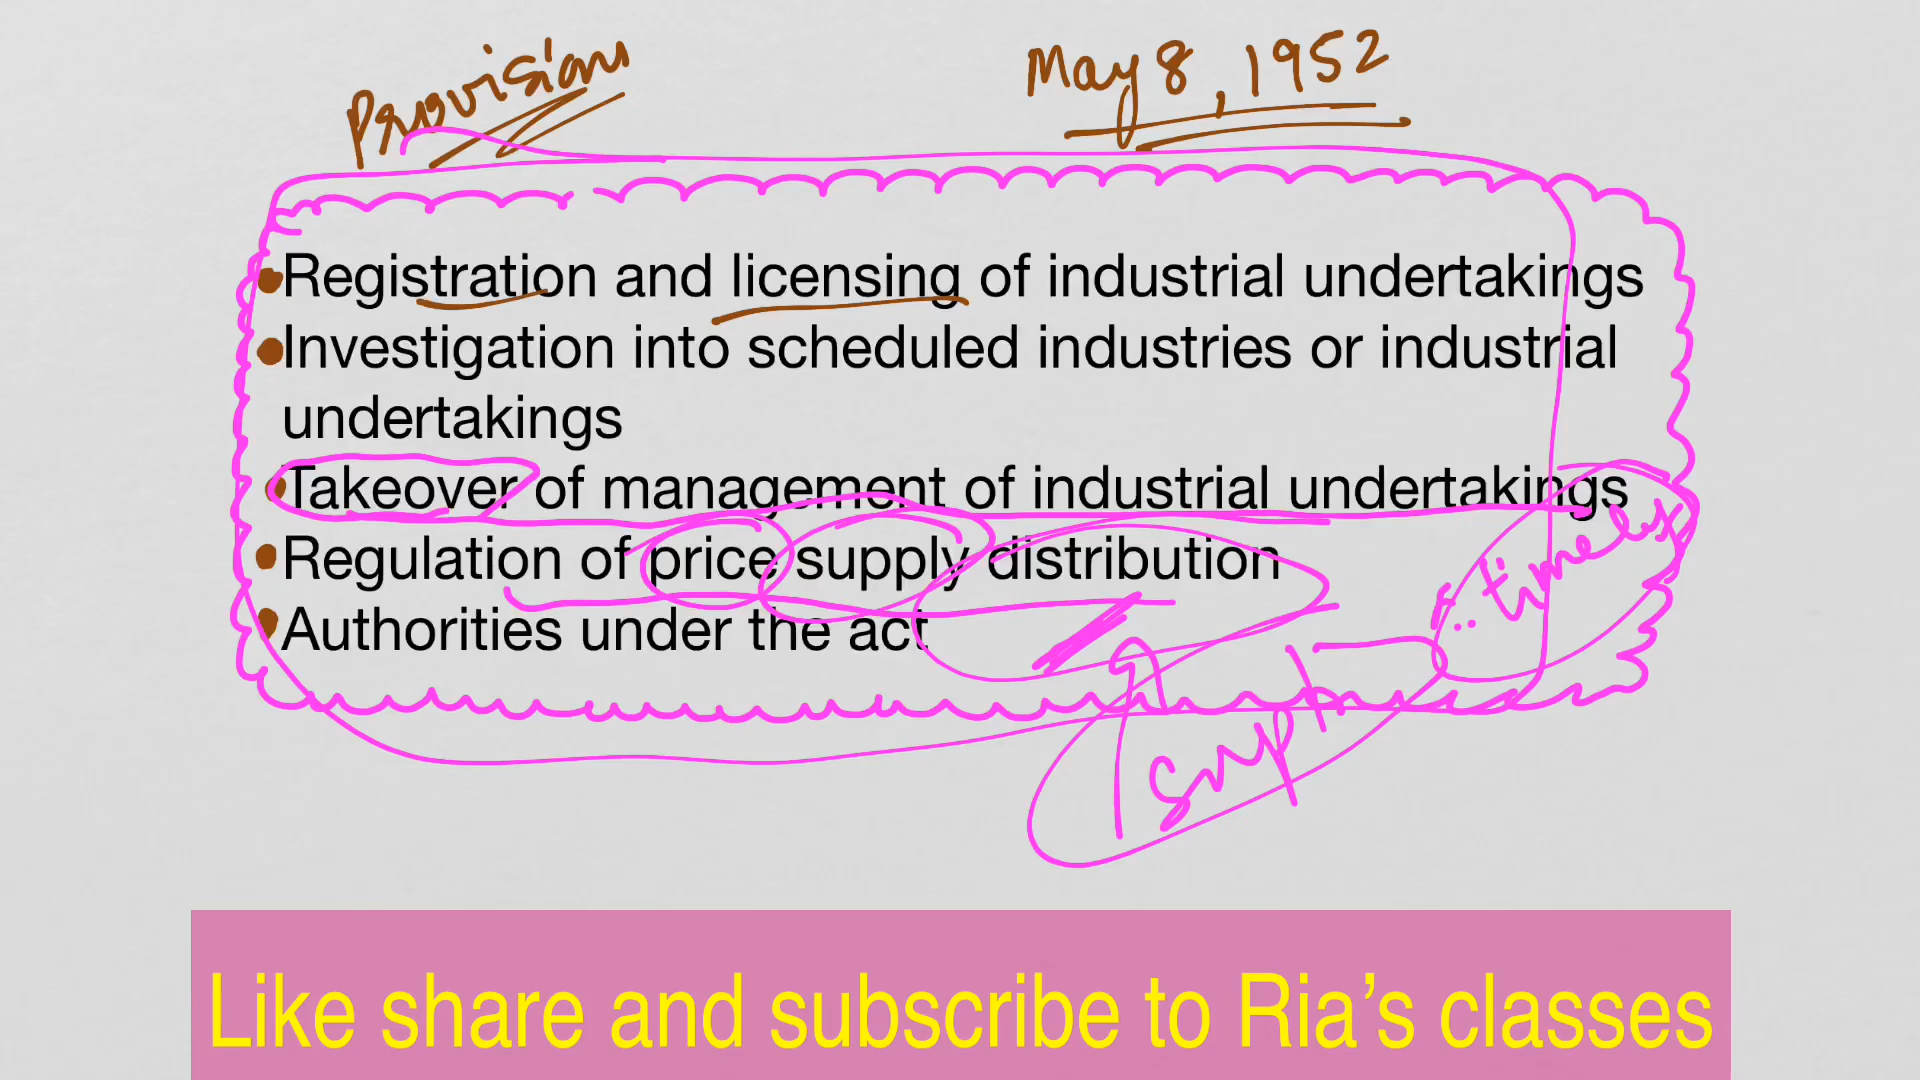 Provisions
May 8, 1952
•Registration and licensing of industrial undertakings
•Investigation into scheduled industries or industrial
undertakings
•Takeover of management of industrial undertakings
•Regulation of price supply distribution
•Authorities under the act
timely
Like share and subscribe to Ria’s classes